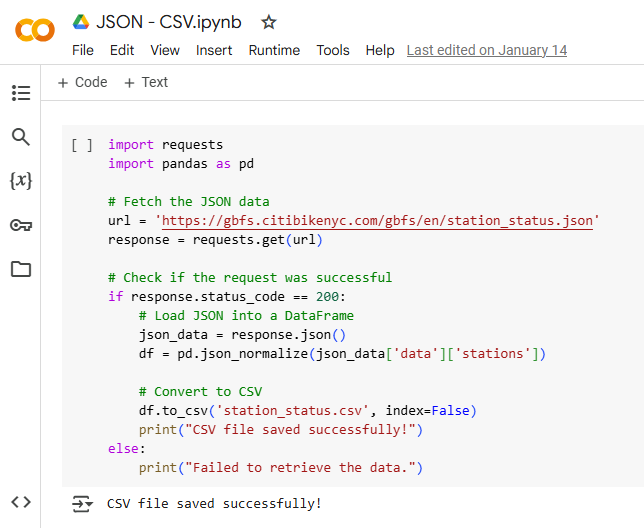 JSON - CSV.ipynb
File Edit View Insert Runtime Tools Help Last edited on January 14
+ Code + Text
[ ] import requests
import pandas as pd
# Fetch the JSON data
url = 'https://gbfs.citibikenyc.com/gbfs/en/station_status.json'
response = requests.get(url)
# Check if the request was successful
if response.status_code == 200:
    # Load JSON into a DataFrame
    json_data = response.json()
    df = pd.json_normalize(json_data['data']['stations'])
    # Convert to CSV
    df.to_csv('station_status.csv', index=False)
    print("CSV file saved successfully!")
else:
    print("Failed to retrieve the data.")
CSV file saved successfully!